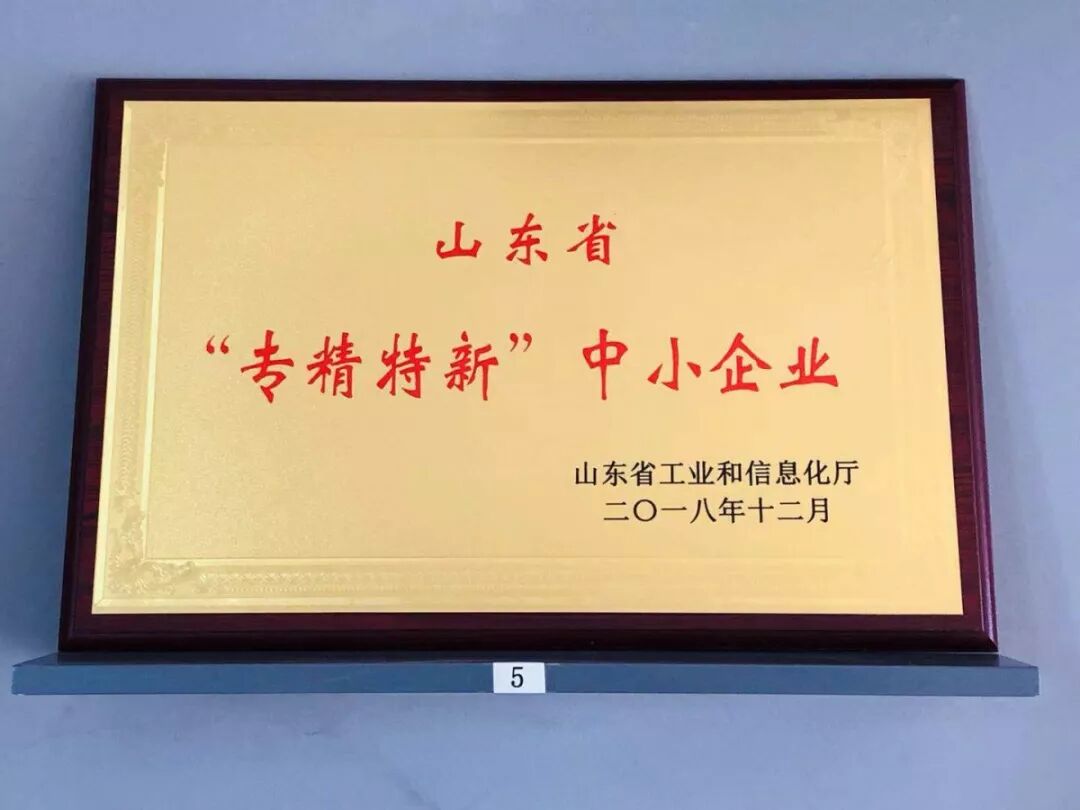 山东省
“专精特新”中小企业
山东省工业和信息化厅
二〇一八年十二月
5